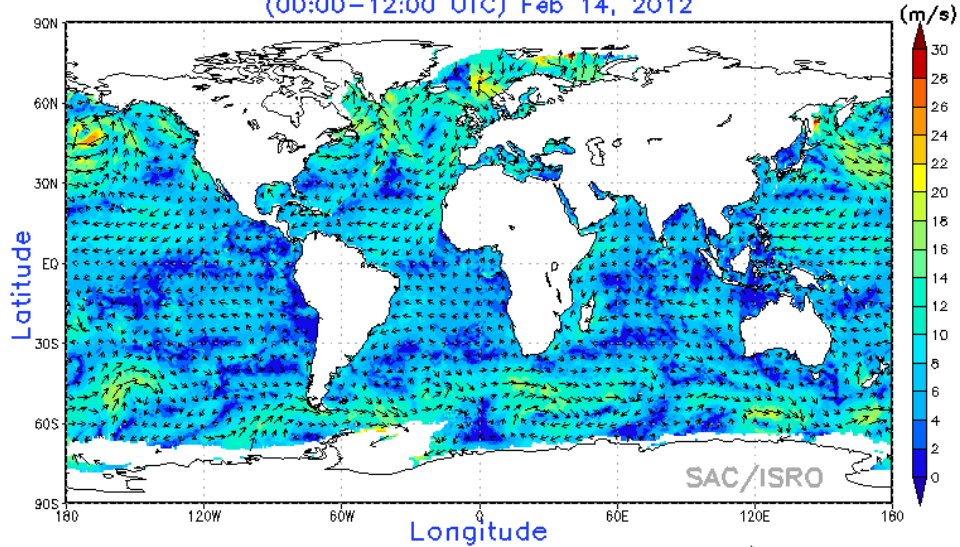 (00:00-12:00 UTC) Feb 14, 2012
(m/s)
90N
60N
30N
EQ
30S
60S
90S
Latitude
30
28
26
24
22
20
18
16
14
12
10
8
6
4
2
0
SAC/ISRO
180 120W 60W 0 60E 120E 180
Longitude